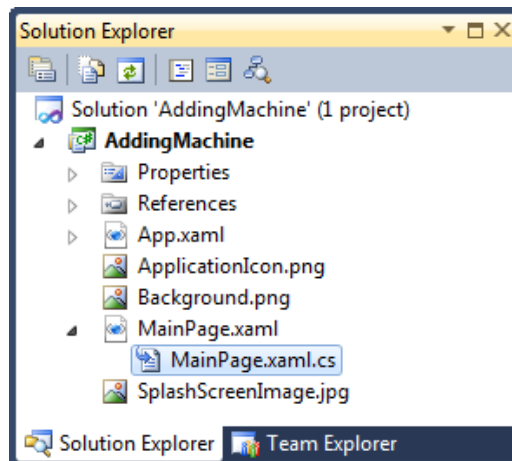 Solution Explorer
Solution 'AddingMachine' (1 project)
C#
AddingMachine
Properties
References
App.xaml
ApplicationIcon.png
Background.png
MainPage.xaml
MainPage.xaml.cs
SplashScreenImage.jpg
Solution Explorer Team Explorer